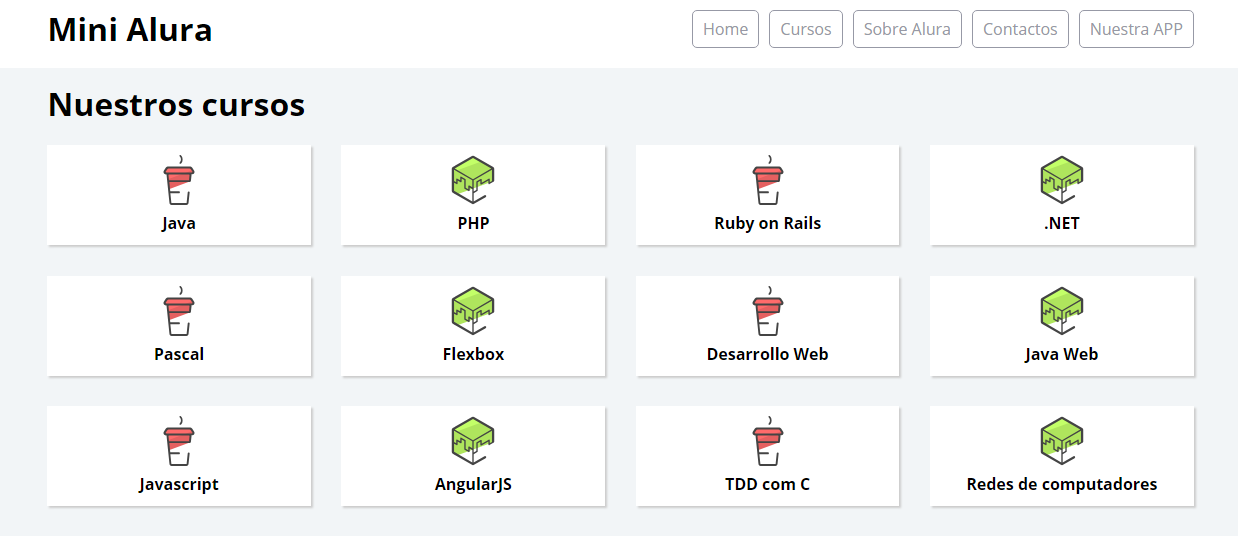 Mini Alura
Home
Cursos
Sobre Alura
Contactos
Nuestra APP
Nuestros cursos
Java
PHP
Ruby on Rails
.NET
Pascal
Flexbox
Desarrollo Web
Java Web
Javascript
AngularJS
TDD com C
Redes de computadores